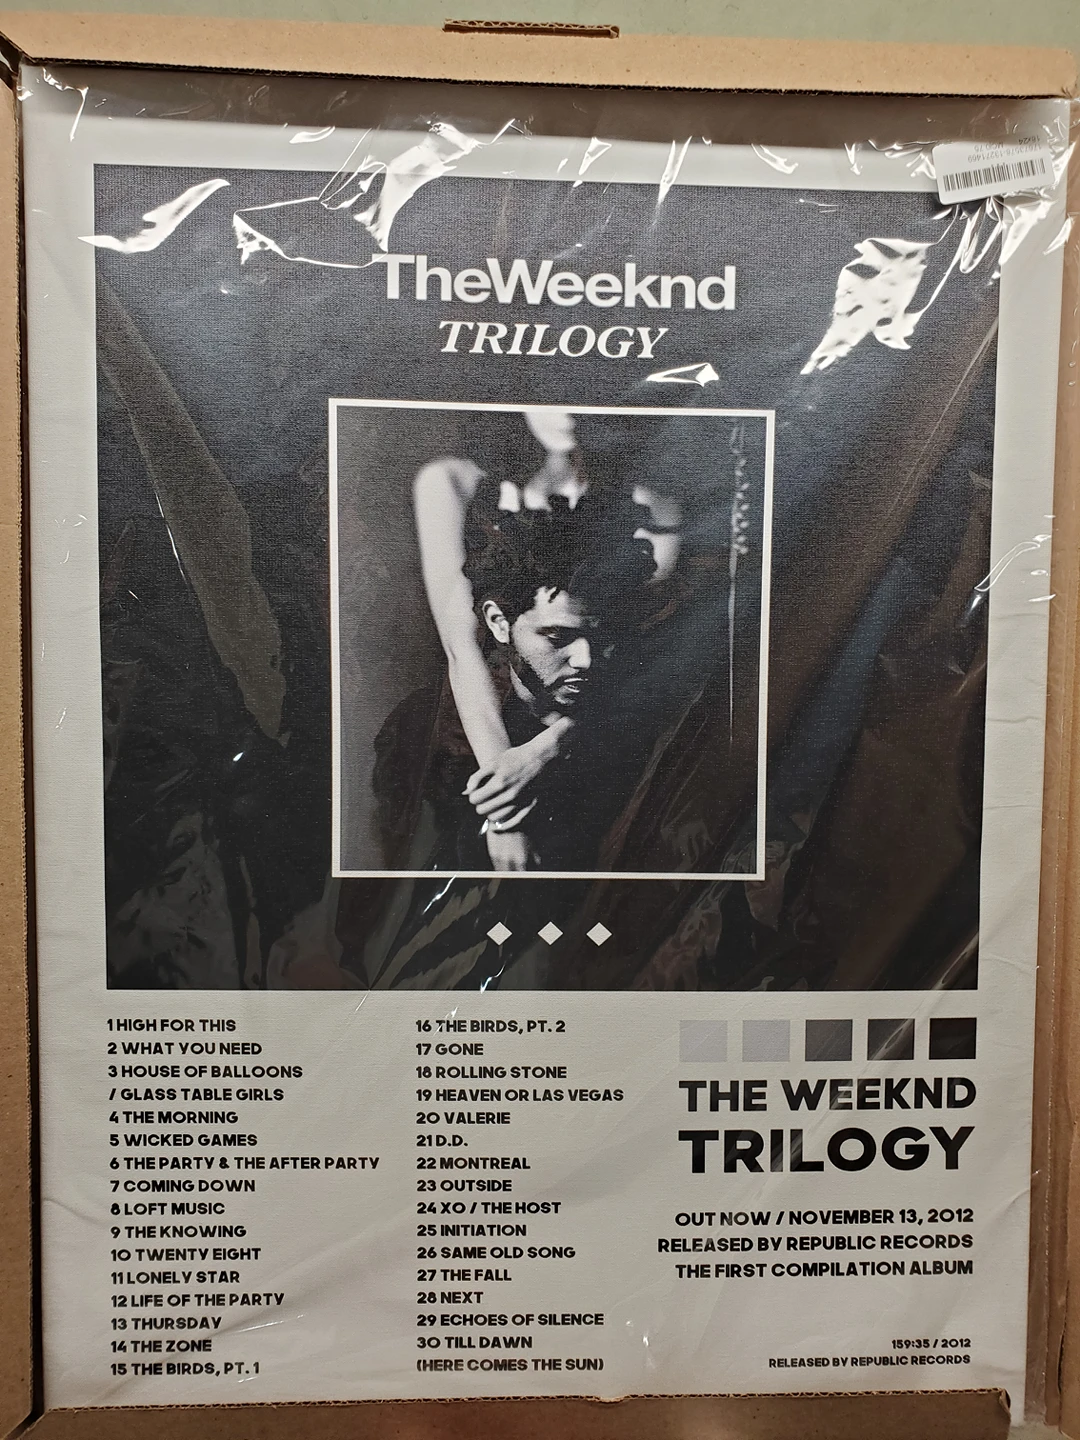 TheWeeknd
TRILOGY
1 HIGH FOR THIS
2 WHAT YOU NEED
3 HOUSE OF BALLOONS
/ GLASS TABLE GIRLS
4 THE MORNING
5 WICKED GAMES
6 THE PARTY & THE AFTER PARTY
7 COMING DOWN
8 LOFT MUSIC
9 THE KNOWING
10 TWENTY EIGHT
11 LONELY STAR
12 LIFE OF THE PARTY
13 THURSDAY
14 THE ZONE
15 THE BIRDS, PT. 1
16 THE BIRDS, PT. 2
17 GONE
18 ROLLING STONE
19 HEAVEN OR LAS VEGAS
20 VALERIE
21 D.D.
22 MONTREAL
23 OUTSIDE
24 XO / THE HOST
25 INITIATION
26 SAME OLD SONG
27 THE FALL
28 NEXT
29 ECHOES OF SILENCE
30 TILL DAWN
(HERE COMES THE SUN)
THE WEEKND
TRILOGY
OUT NOW / NOVEMBER 13, 2012
RELEASED BY REPUBLIC RECORDS
THE FIRST COMPILATION ALBUM
159:35 / 2012
RELEASED BY REPUBLIC RECORDS